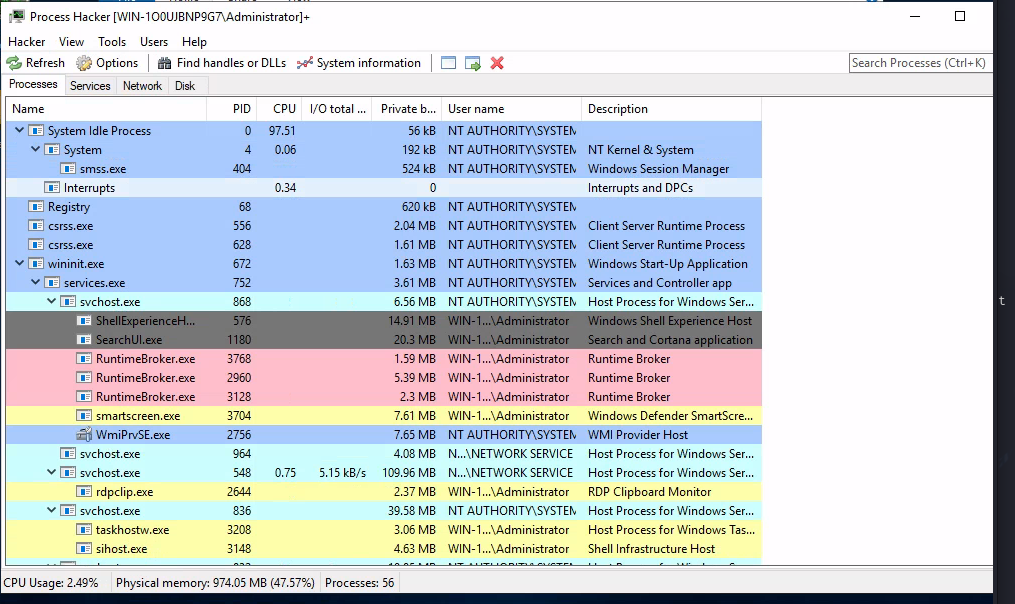 Process Hacker [WIN-1O0UJBNP9G7\Administrator]+
Hacker View Tools Users Help
Refresh Options Find handles or DLLs System information Search Processes (Ctrl+K)
Processes Services Network Disk
Name PID CPU I/O total ... Private b... User name Description
System Idle Process 0 97.51 56 kB NT AUTHORITY\SYSTEM
System 4 0.06 192 kB NT AUTHORITY\SYSTEM NT Kernel & System
smss.exe 404 524 kB NT AUTHORITY\SYSTEM Windows Session Manager
Interrupts 0.34 0 Interrupts and DPCs
Registry 68 620 kB NT AUTHORITY\SYSTEM
csrss.exe 556 2.04 MB NT AUTHORITY\SYSTEM Client Server Runtime Process
csrss.exe 628 1.61 MB NT AUTHORITY\SYSTEM Client Server Runtime Process
wininit.exe 672 1.63 MB NT AUTHORITY\SYSTEM Windows Start-Up Application
services.exe 752 3.61 MB NT AUTHORITY\SYSTEM Services and Controller app
svchost.exe 868 6.56 MB NT AUTHORITY\SYSTEM Host Process for Windows Ser...
ShellExperienceH... 576 14.91 MB WIN-1...\Administrator Windows Shell Experience Host
SearchUI.exe 1180 20.3 MB WIN-1...\Administrator Search and Cortana application
RuntimeBroker.exe 3768 1.59 MB WIN-1...\Administrator Runtime Broker
RuntimeBroker.exe 2960 5.39 MB WIN-1...\Administrator Runtime Broker
RuntimeBroker.exe 3128 2.3 MB WIN-1...\Administrator Runtime Broker
smartscreen.exe 3704 7.61 MB WIN-1...\Administrator Windows Defender SmartScre...
WmiPrvSE.exe 2756 7.65 MB NT AUTHORITY\SYSTEM WMI Provider Host
svchost.exe 964 4.08 MB N...\NETWORK SERVICE Host Process for Windows Ser...
svchost.exe 548 0.75 5.15 kB/s 109.96 MB N...\NETWORK SERVICE Host Process for Windows Ser...
rdpclip.exe 2644 2.37 MB WIN-1...\Administrator RDP Clipboard Monitor
svchost.exe 836 39.58 MB NT AUTHORITY\SYSTEM Host Process for Windows Ser...
taskhostw.exe 3208 3.06 MB WIN-1...\Administrator Host Process for Windows Tas...
sihost.exe 3148 4.63 MB WIN-1...\Administrator Shell Infrastructure Host
CPU Usage: 2.49% Physical memory: 974.05 MB (47.57%) Processes: 56
t